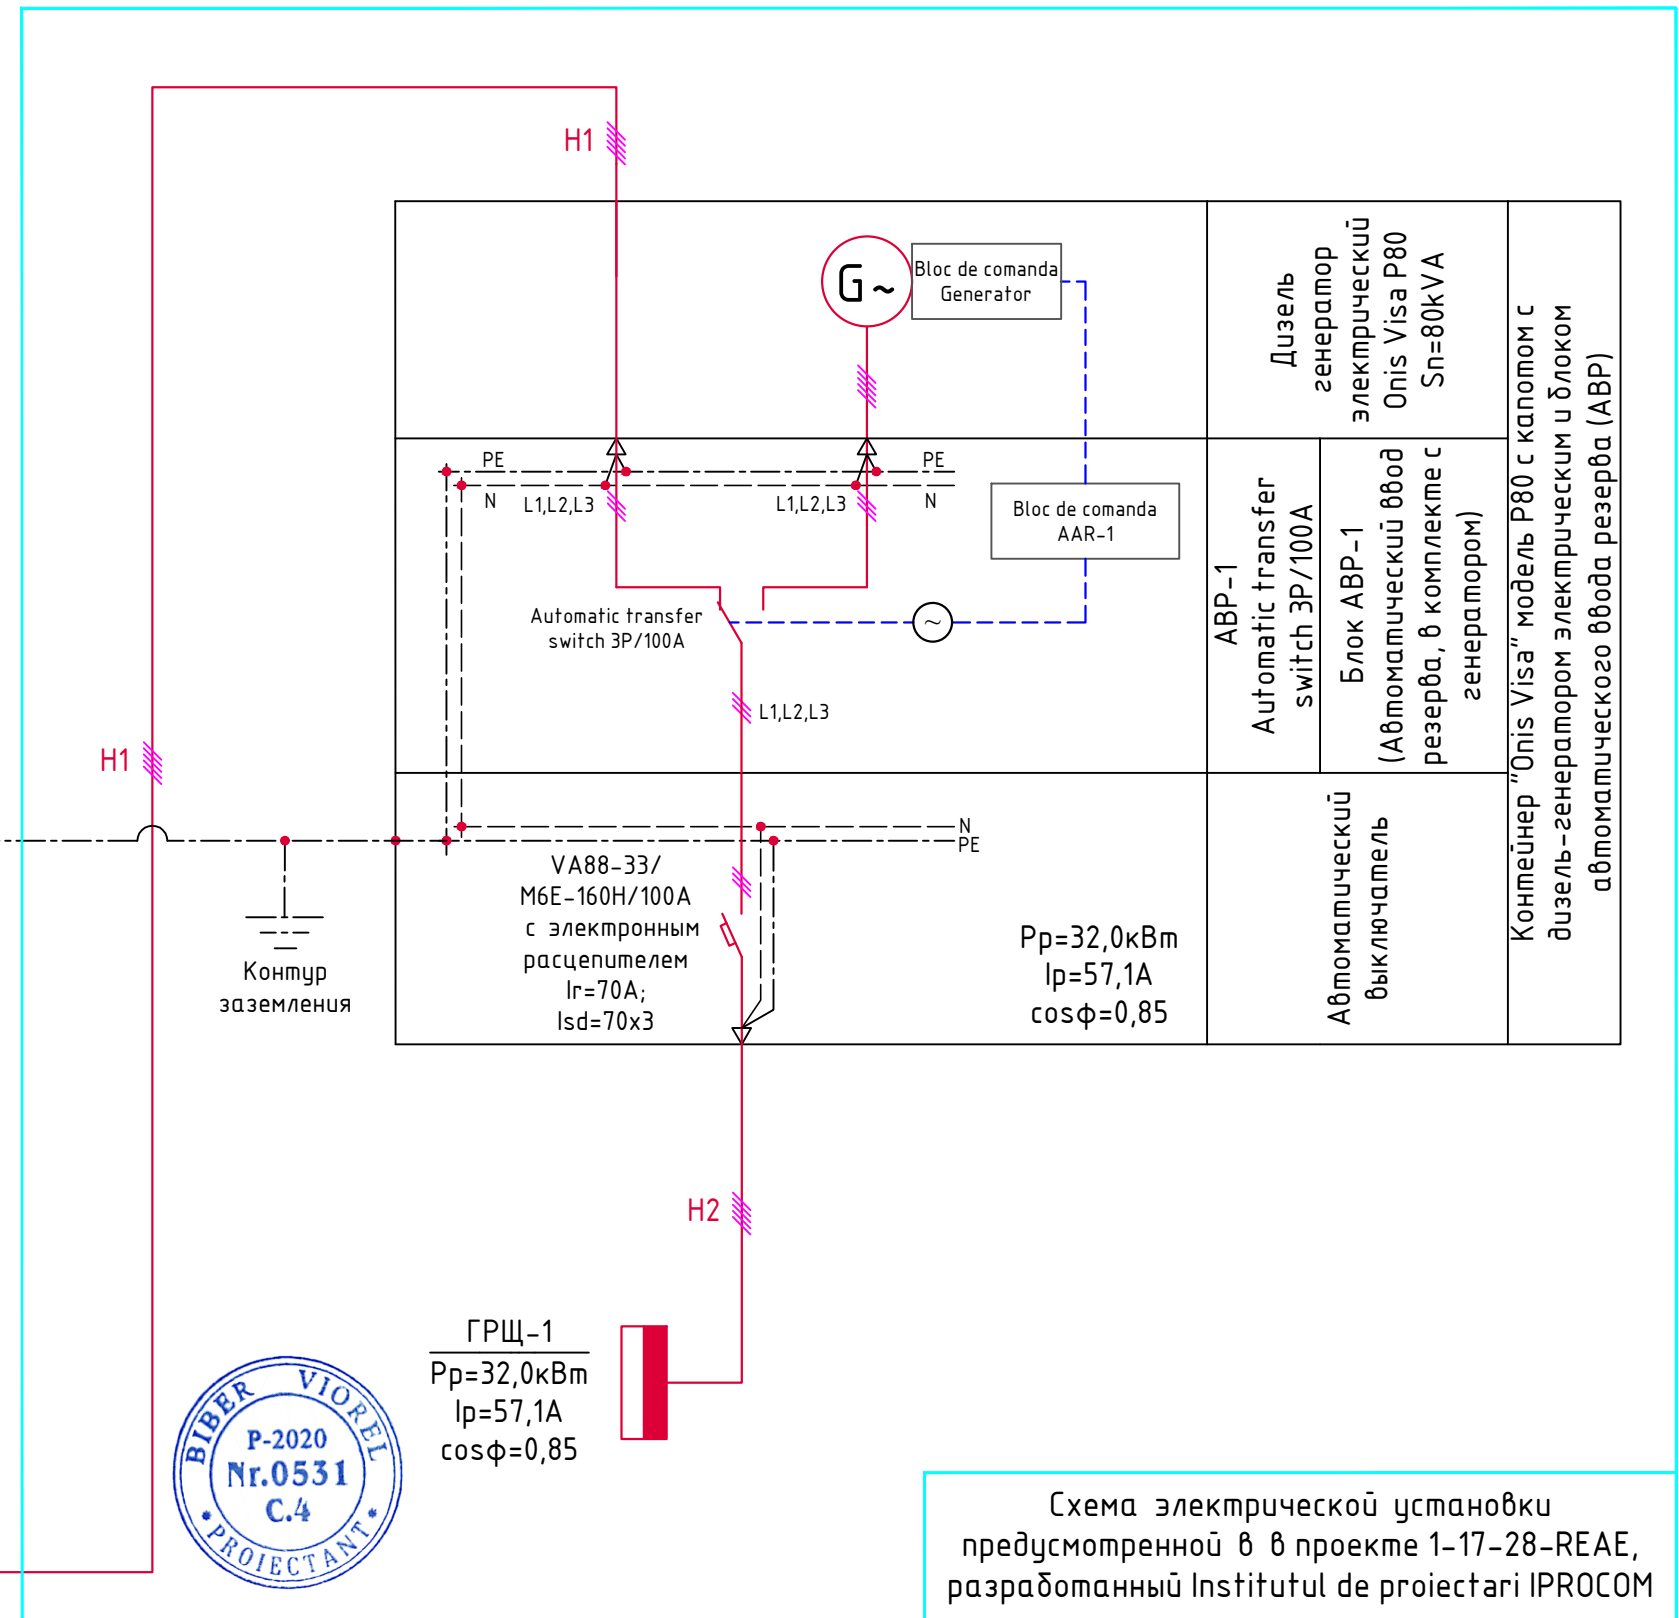 H1
G~
Bloc de comanda
Generator
Дизель
генератор
электрический
Onis Visa P80
Sn=80kVA
PE
PE
N
L1,L2,L3
L1,L2,L3
N
Bloc de comanda
AAR-1
Automatic transfer
switch 3P/100A
~
L1,L2,L3
АВР-1
Automatic transfer
switch 3P/100A
Блок АВР-1
(Автоматический ввод
резерва, в комплекте с
генератором)
Контейнер "Onis Visa" модель P80 с капотом с
дизель-генератором электрическим и блоком
автоматического ввода резерва (АВР)
H1
N
PE
VA88-33/
M6E-160H/100A
с электронным
расцепителем
Ir=70A;
Isd=70x3
Pр=32,0кВт
Iр=57,1А
cosφ=0,85
Автоматический
выключатель
Контур
заземления
H2
ГРЩ-1
Pр=32,0кВт
Iр=57,1А
cosφ=0,85
BIBER VIOREL
P-2020
Nr.0531
C.4
* PROIECTANT *
Схема электрической установки
предусмотренной в в проекте 1-17-28-REAE,
разработанный Institutul de proiectari IPROCOM